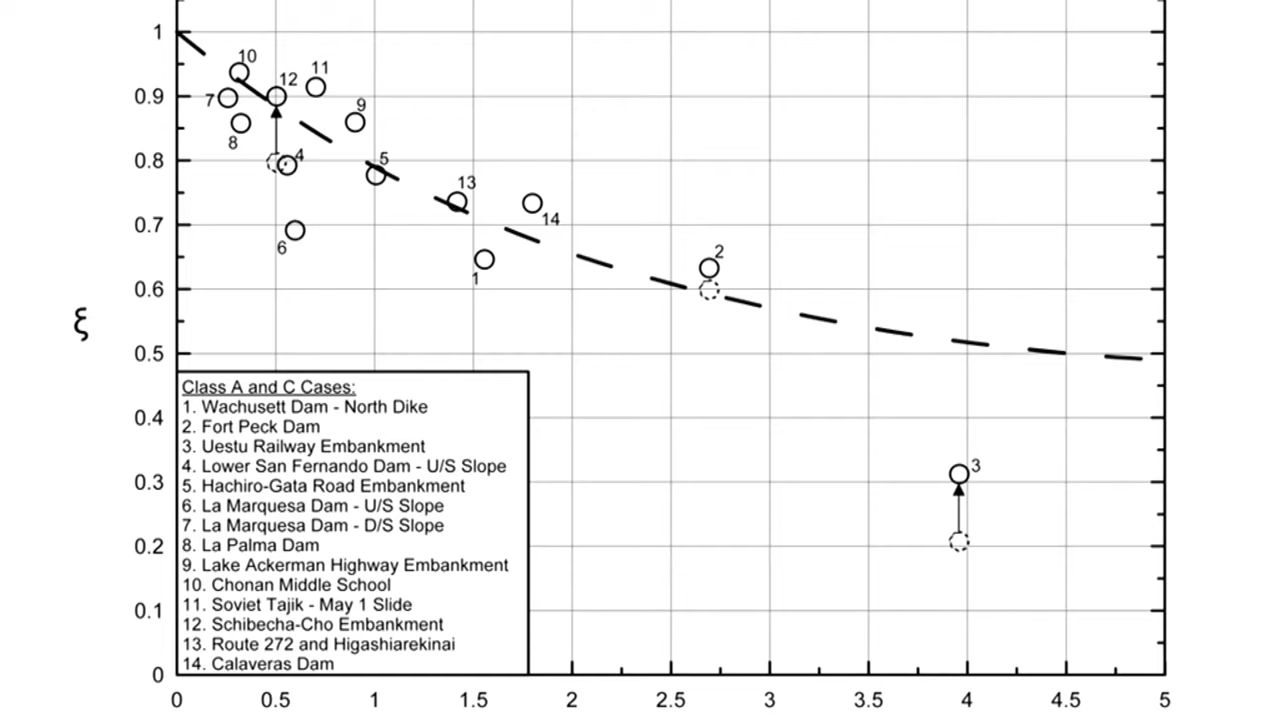 1
0.9
0.8
0.7
0.6
0.5
0.4
0.3
0.2
0.1
0
ξ
10
11
12
7
9
8
4
5
13
14
6
1
2
3
Class A and C Cases:
1. Wachusett Dam - North Dike
2. Fort Peck Dam
3. Uestu Railway Embankment
4. Lower San Fernando Dam - U/S Slope
5. Hachiro-Gata Road Embankment
6. La Marquesa Dam - U/S Slope
7. La Marquesa Dam - D/S Slope
8. La Palma Dam
9. Lake Ackerman Highway Embankment
10. Chonan Middle School
11. Soviet Tajik - May 1 Slide
12. Schibecha-Cho Embankment
13. Route 272 and Higashiarekinai
14. Calaveras Dam
0 0.5 1 1.5 2 2.5 3 3.5 4 4.5 5